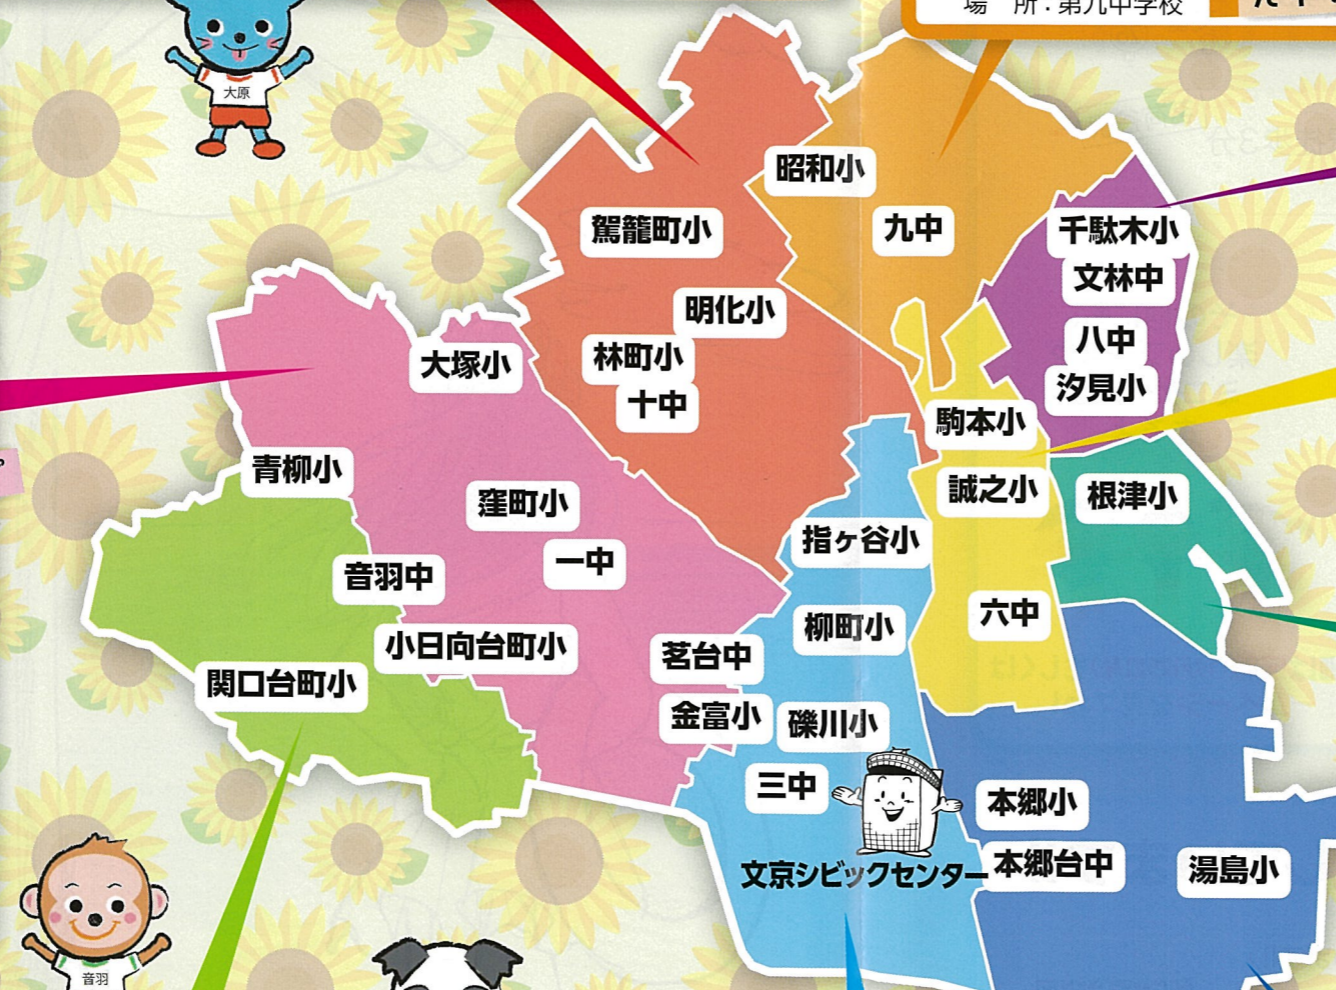 場　所：第九中学校
大原
昭和小
駕籠町小
九中
千駄木小
文林中
明化小
八中
林町小
大塚小
汐見小
十中
駒本小
青柳小
誠之小
根津小
窪町小
指ヶ谷小
一中
音羽中
六中
柳町小
小日向台町小
茗台中
関口台町小
金富小
礫川小
三中
本郷小
本郷台中
湯島小
文京シビックセンター
音羽